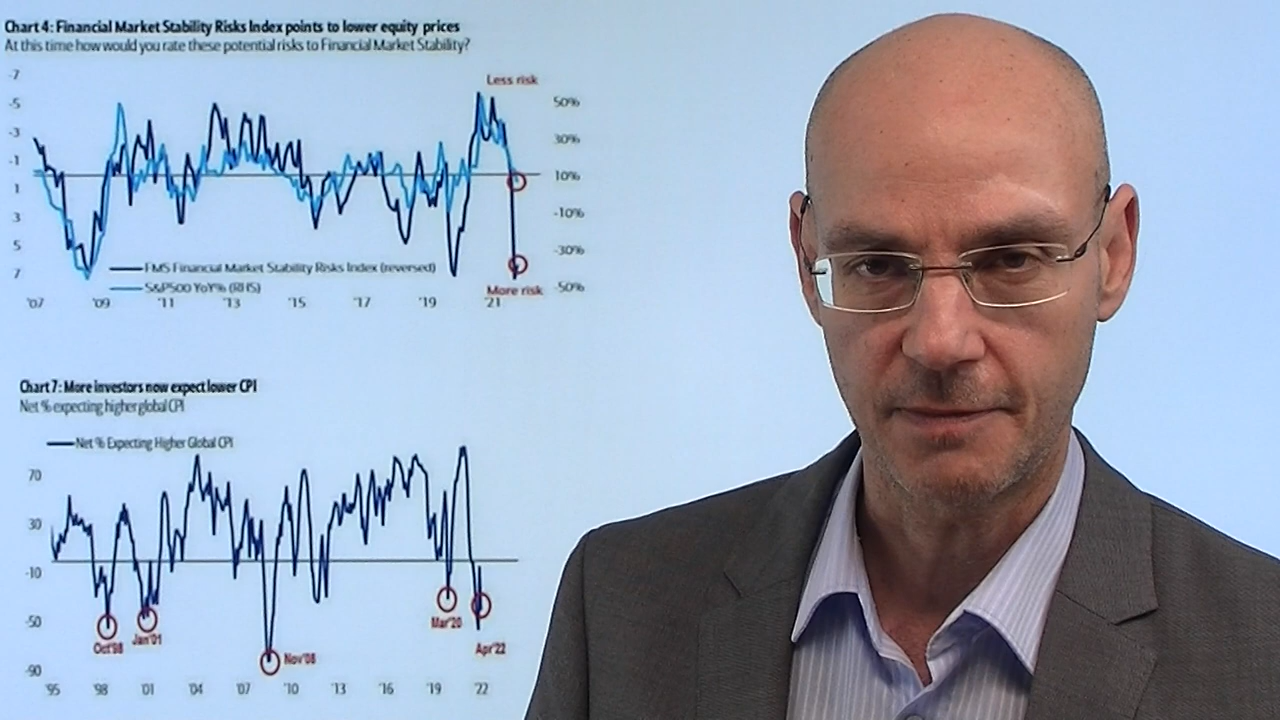 Chart 4: Financial Market Stability Risks Index points to lower equity prices
At this time how would you rate these potential risks to Financial Market Stability?
-7
-5
-3
-1
1
3
5
7
Less risk
50%
30%
10%
-10%
-30%
-50%
FMS Financial Market Stability Risks Index (reversed)
S&P500 YoY% (RHS)
More risk
'07 '09 '11 '13 '15 '17 '19 '21
Chart 7: More investors now expect lower CPI
Net % expecting higher global CPI
Net % Expecting Higher Global CPI
70
30
-10
-50
-90
Oct'98
Jan'01
Nov'08
Mar'20
Apr'22
'95 '98 '01 '04 '07 '10 '13 '16 '19 '22